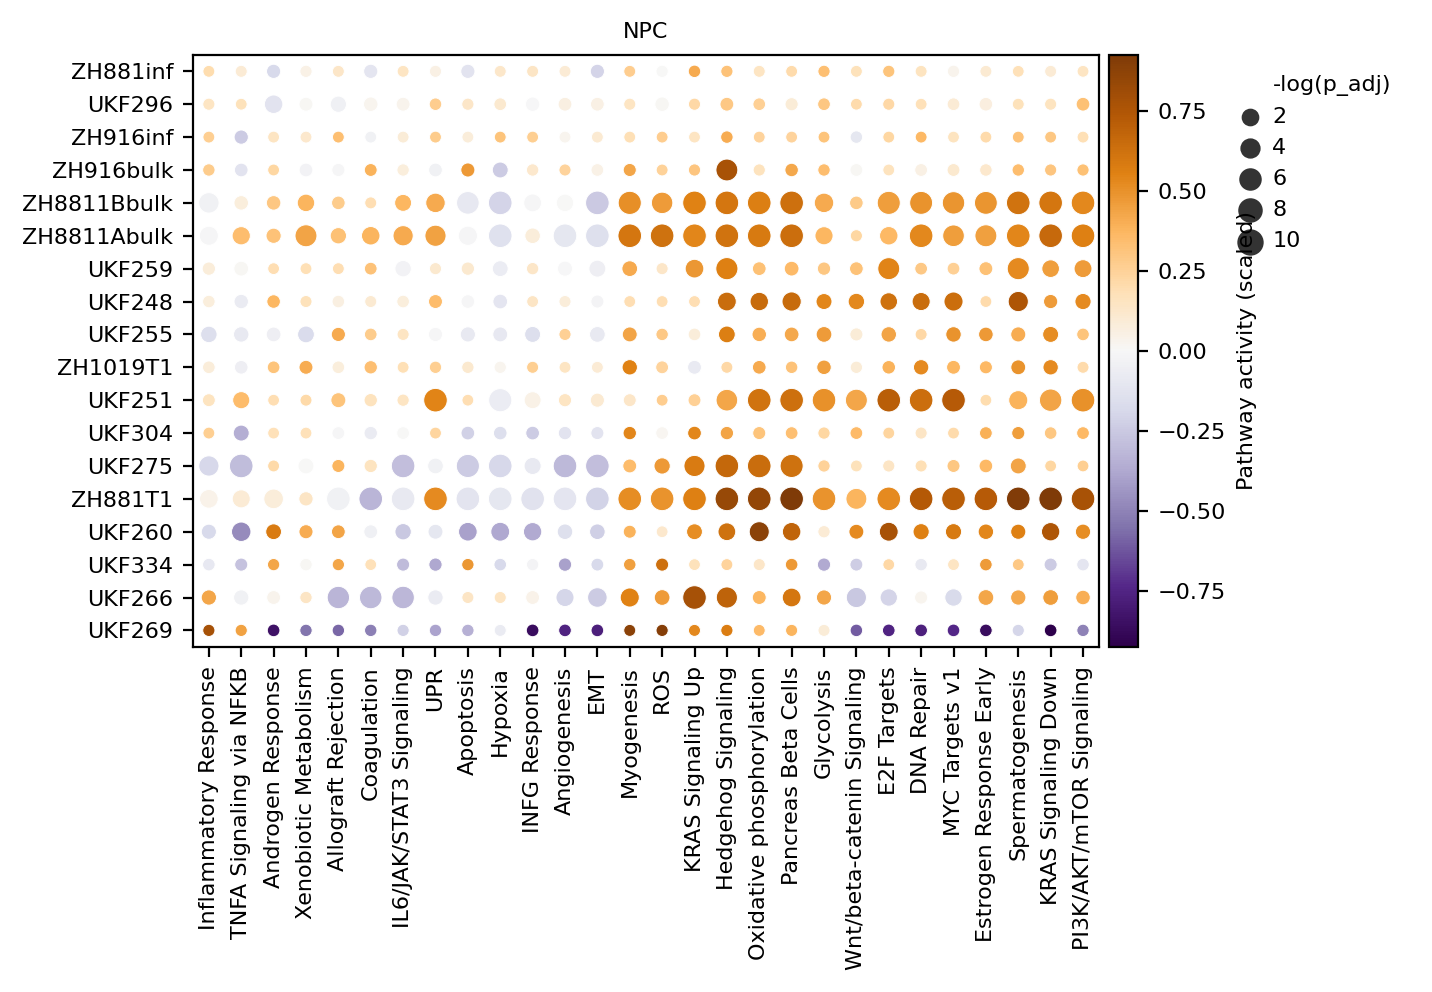 NPC
ZH881inf
UKF296
ZH916inf
ZH916bulk
ZH8811Bbulk
ZH8811Abulk
UKF259
UKF248
UKF255
ZH1019T1
UKF251
UKF304
UKF275
ZH881T1
UKF260
UKF334
UKF266
UKF269
Inflammatory Response
TNFA Signaling via NFKB
Androgen Response
Xenobiotic Metabolism
Allograft Rejection
Coagulation
IL6/JAK/STAT3 Signaling
UPR
Apoptosis
Hypoxia
INFG Response
Angiogenesis
EMT
Myogenesis
ROS
KRAS Signaling Up
Hedgehog Signaling
Oxidative phosphorylation
Pancreas Beta Cells
Glycolysis
Wnt/beta-catenin Signaling
E2F Targets
DNA Repair
MYC Targets v1
Estrogen Response Early
Spermatogenesis
KRAS Signaling Down
PI3K/AKT/mTOR Signaling
0.75
0.50
0.25
0.00
−0.25
−0.50
−0.75
Pathway activity (scaled)
-log(p_adj)
2
4
6
8
10